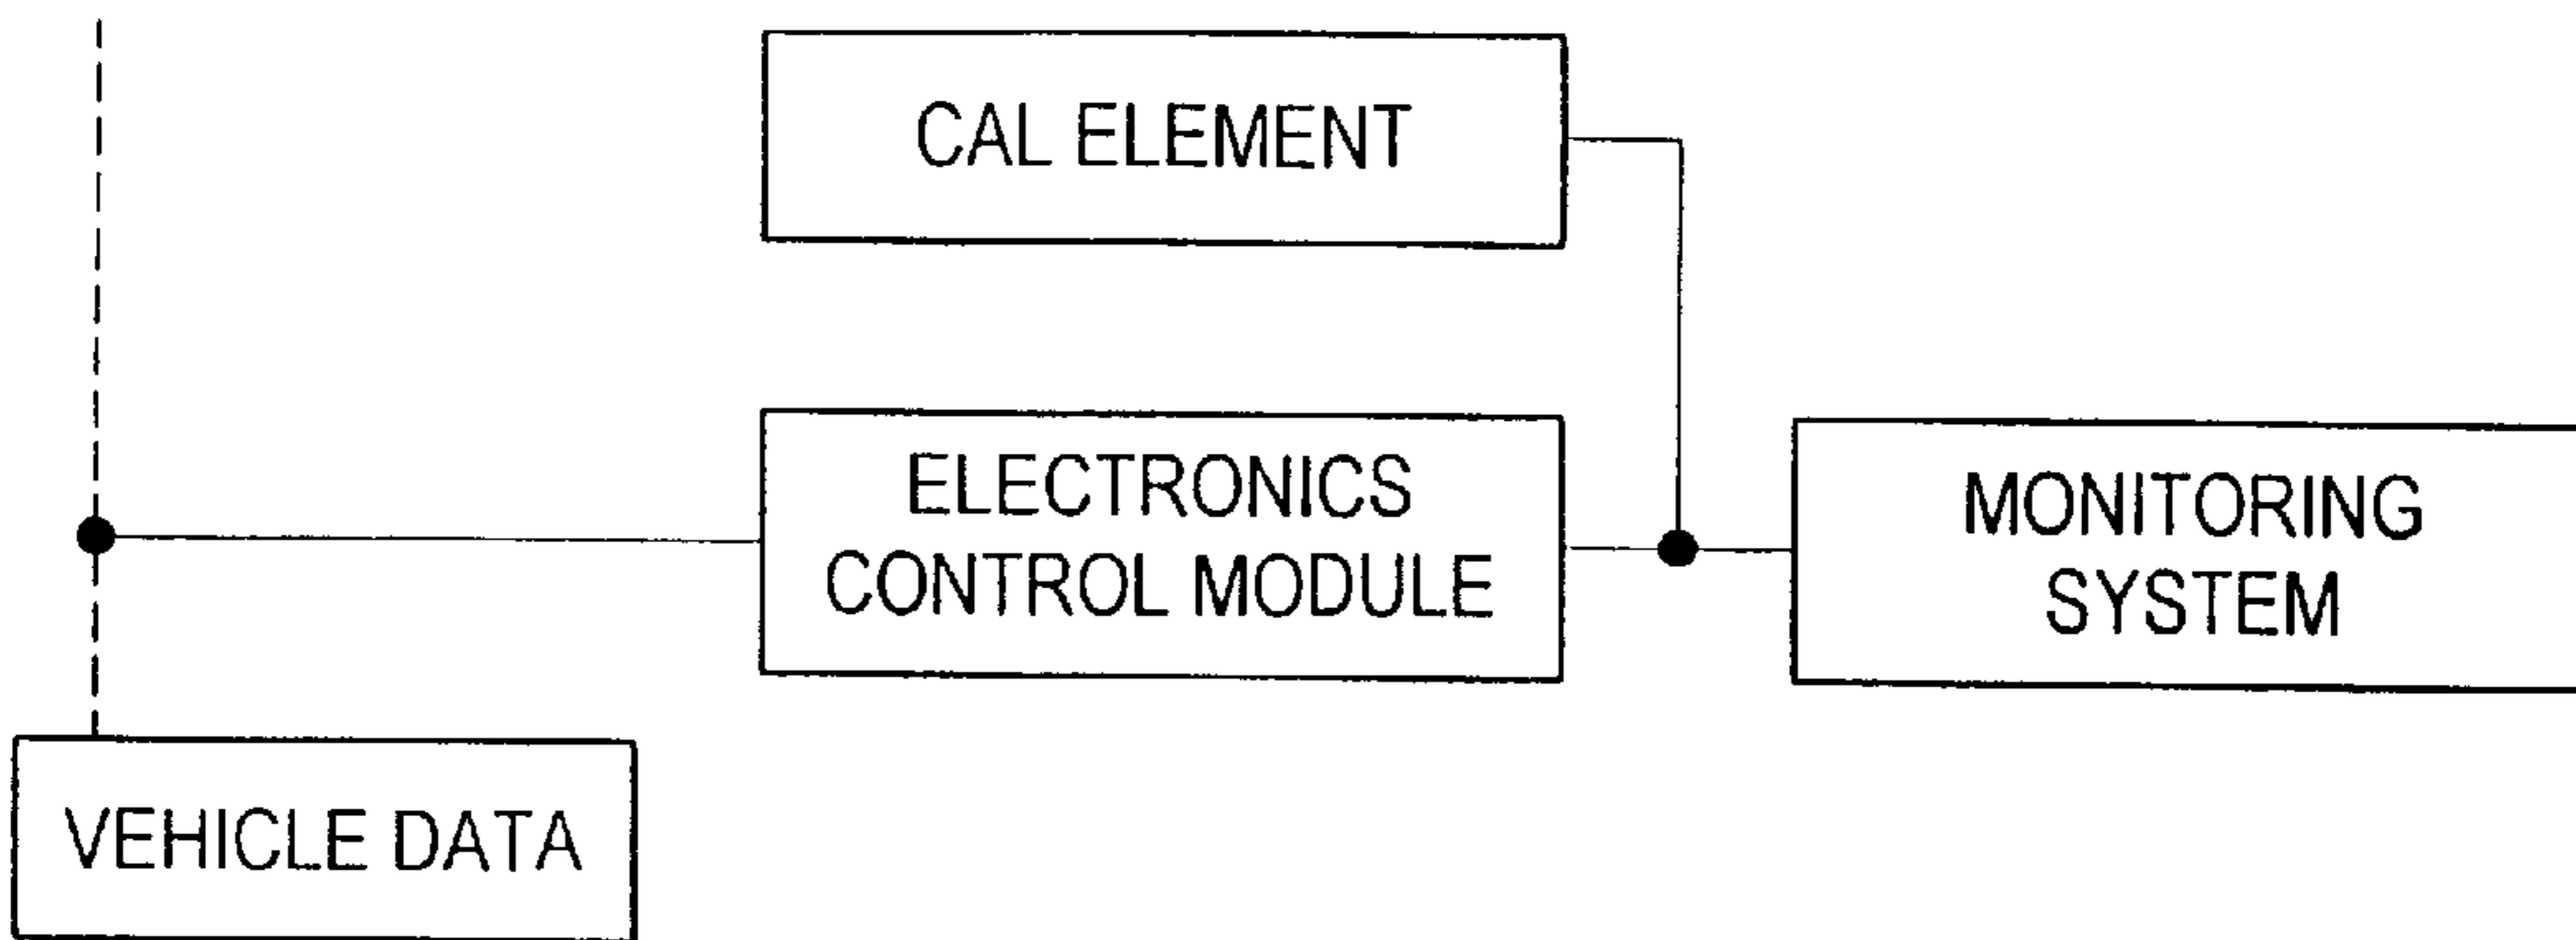 CAL ELEMENT
ELECTRONICS
CONTROL MODULE
MONITORING
SYSTEM
VEHICLE DATA